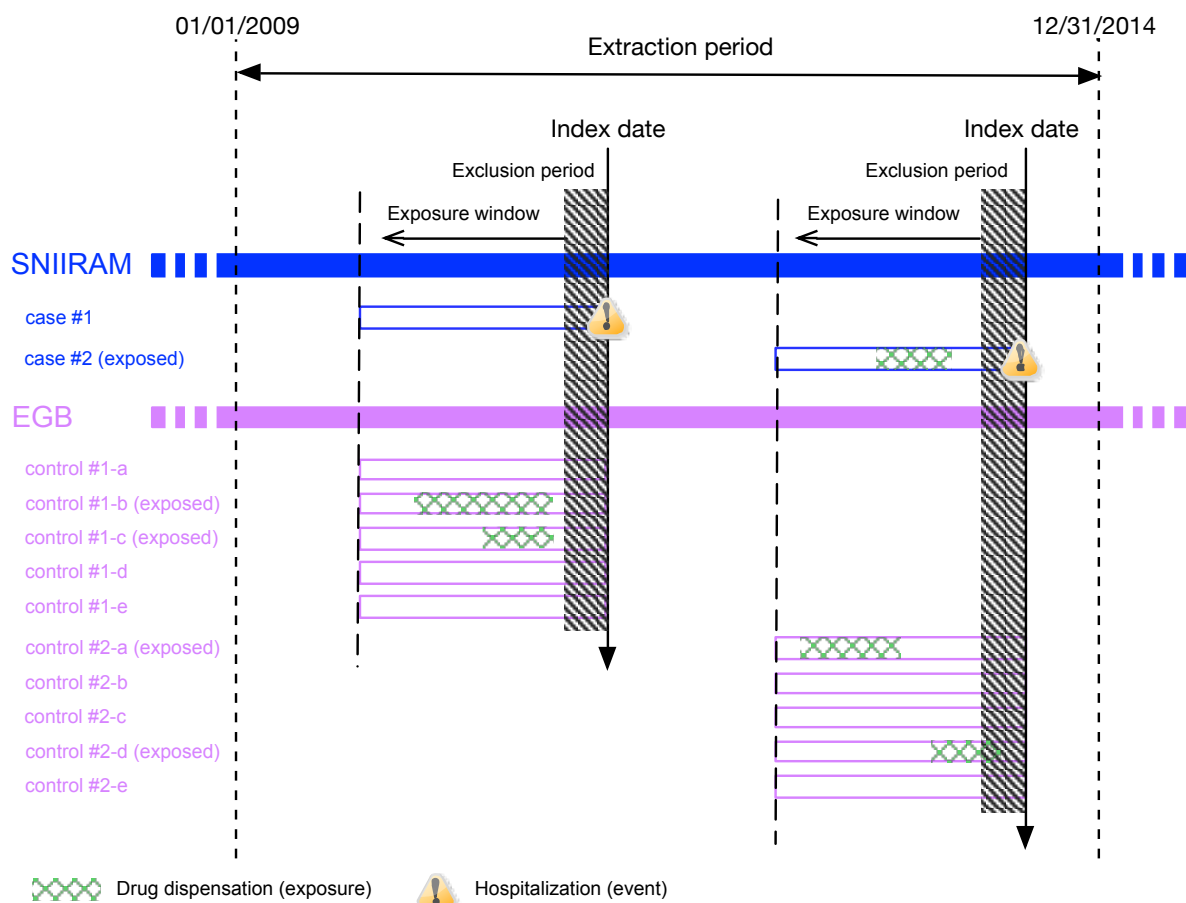 01/01/2009
12/31/2014
Extraction period
Index date
Index date
Exclusion period
Exclusion period
Exposure window
Exposure window
SNIIRAM
case #1
case #2 (exposed)
EGB
control #1-a
control #1-b (exposed)
control #1-c (exposed)
control #1-d
control #1-e
control #2-a (exposed)
control #2-b
control #2-c
control #2-d (exposed)
control #2-e
Drug dispensation (exposure)
Hospitalization (event)